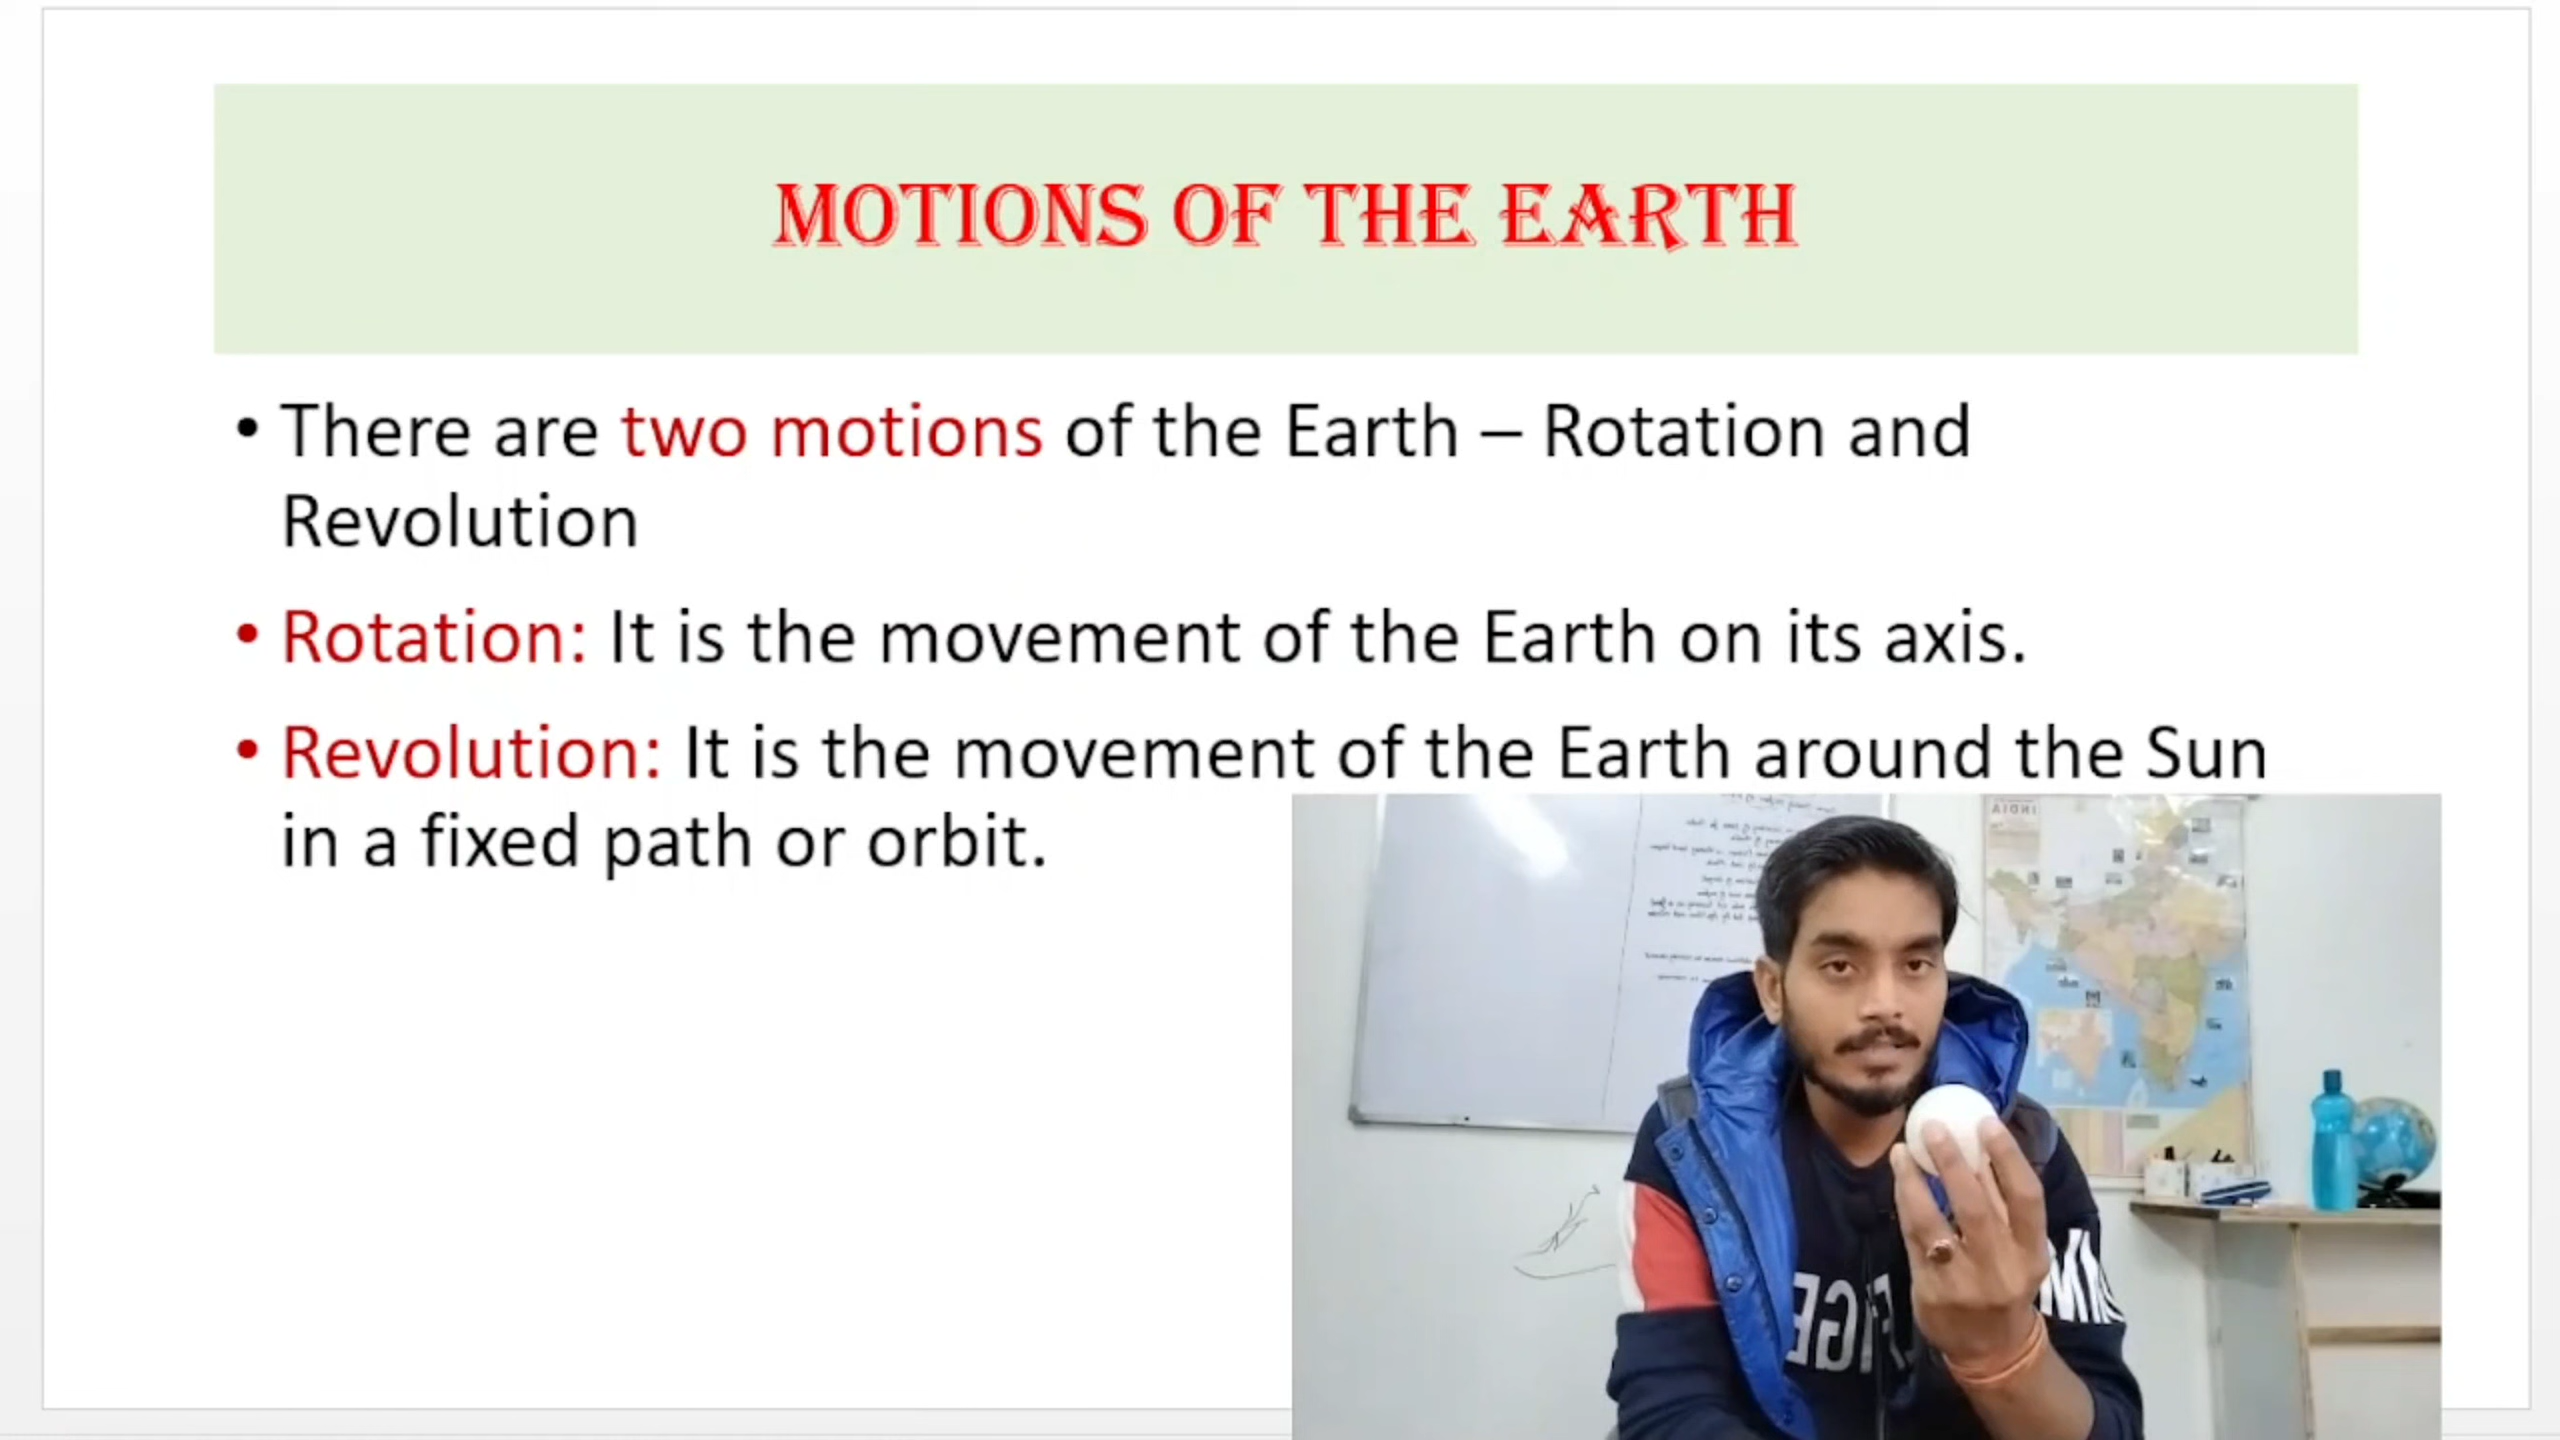 MOTIONS OF THE EARTH
• There are two motions of the Earth – Rotation and
Revolution
• Rotation: It is the movement of the Earth on its axis.
• Revolution: It is the movement of the Earth around the Sun
in a fixed path or orbit.
INDIA